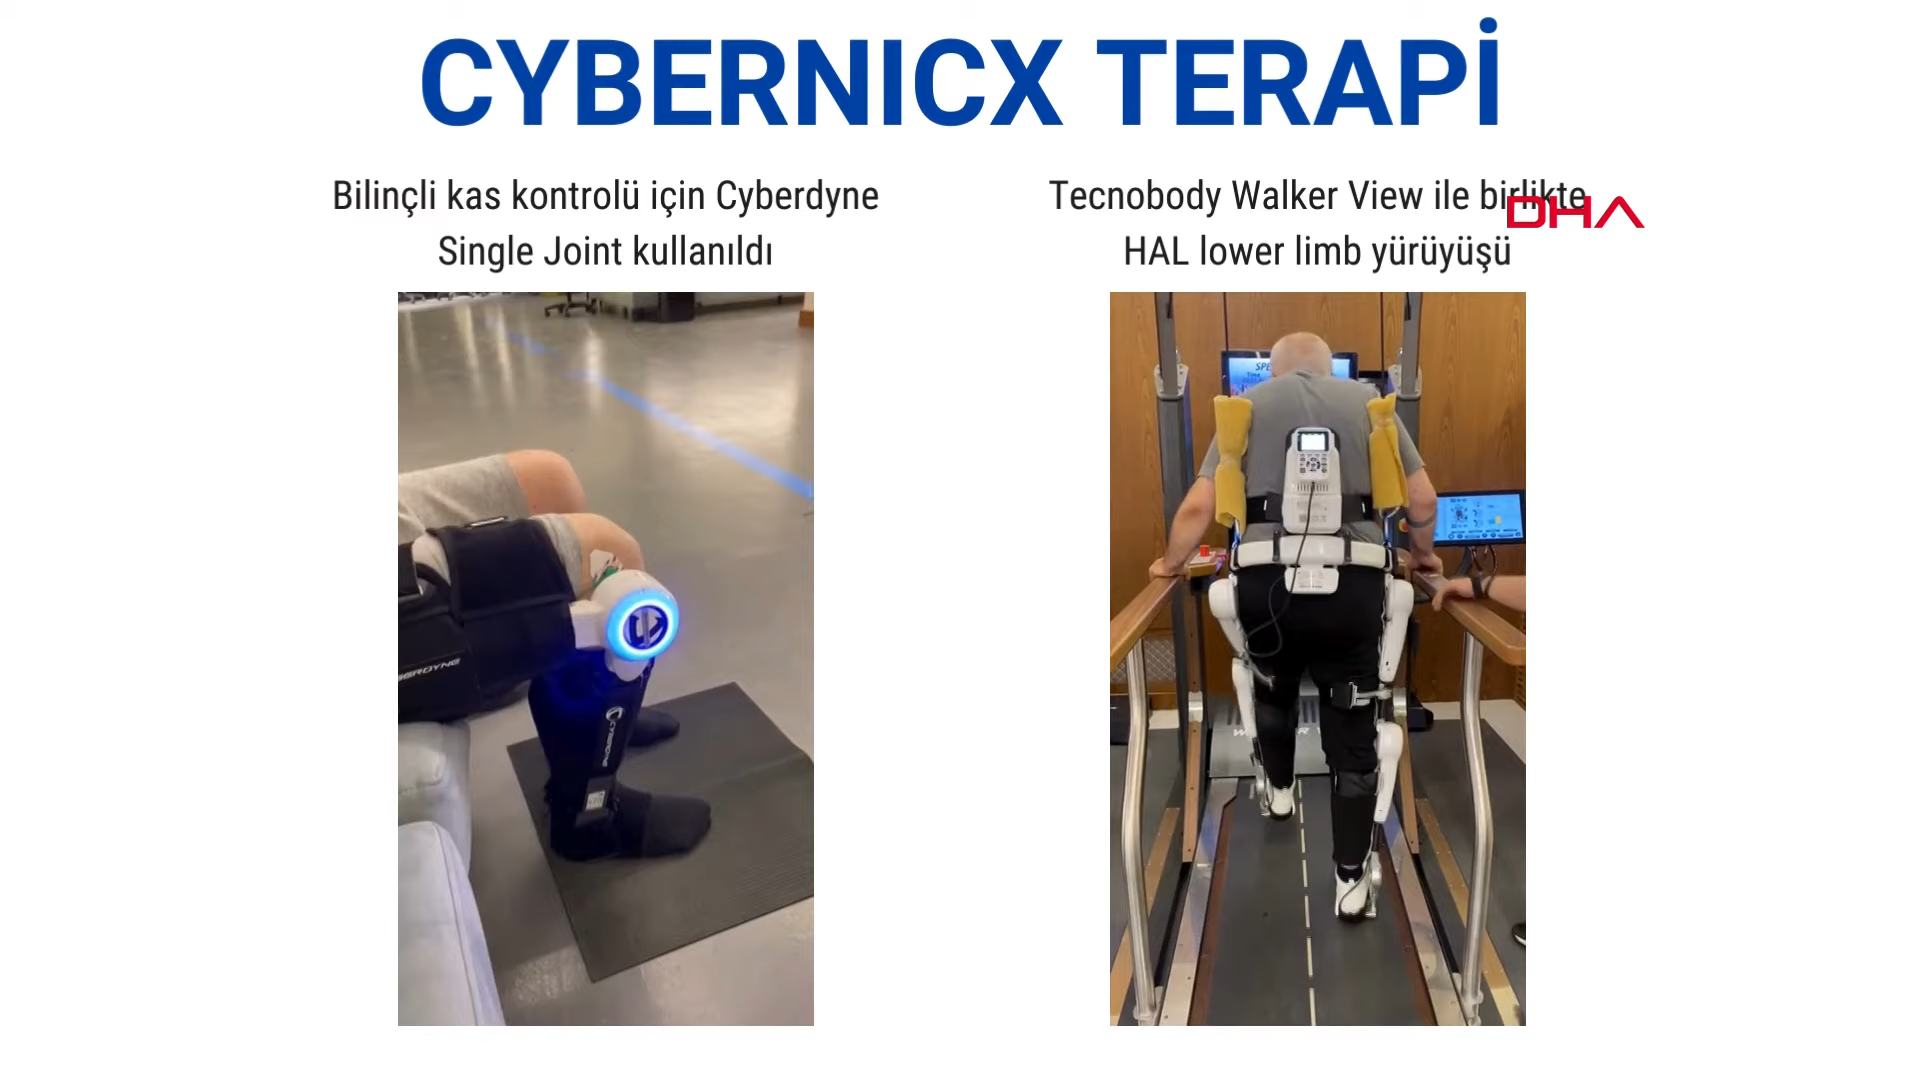 CYBERNICX TERAPİ
Bilinçli kas kontrolü için Cyberdyne
Single Joint kullanıldı
Tecnobody Walker View ile birlikte
HAL lower limb yürüyüşü
DHA
CYBERDYNE